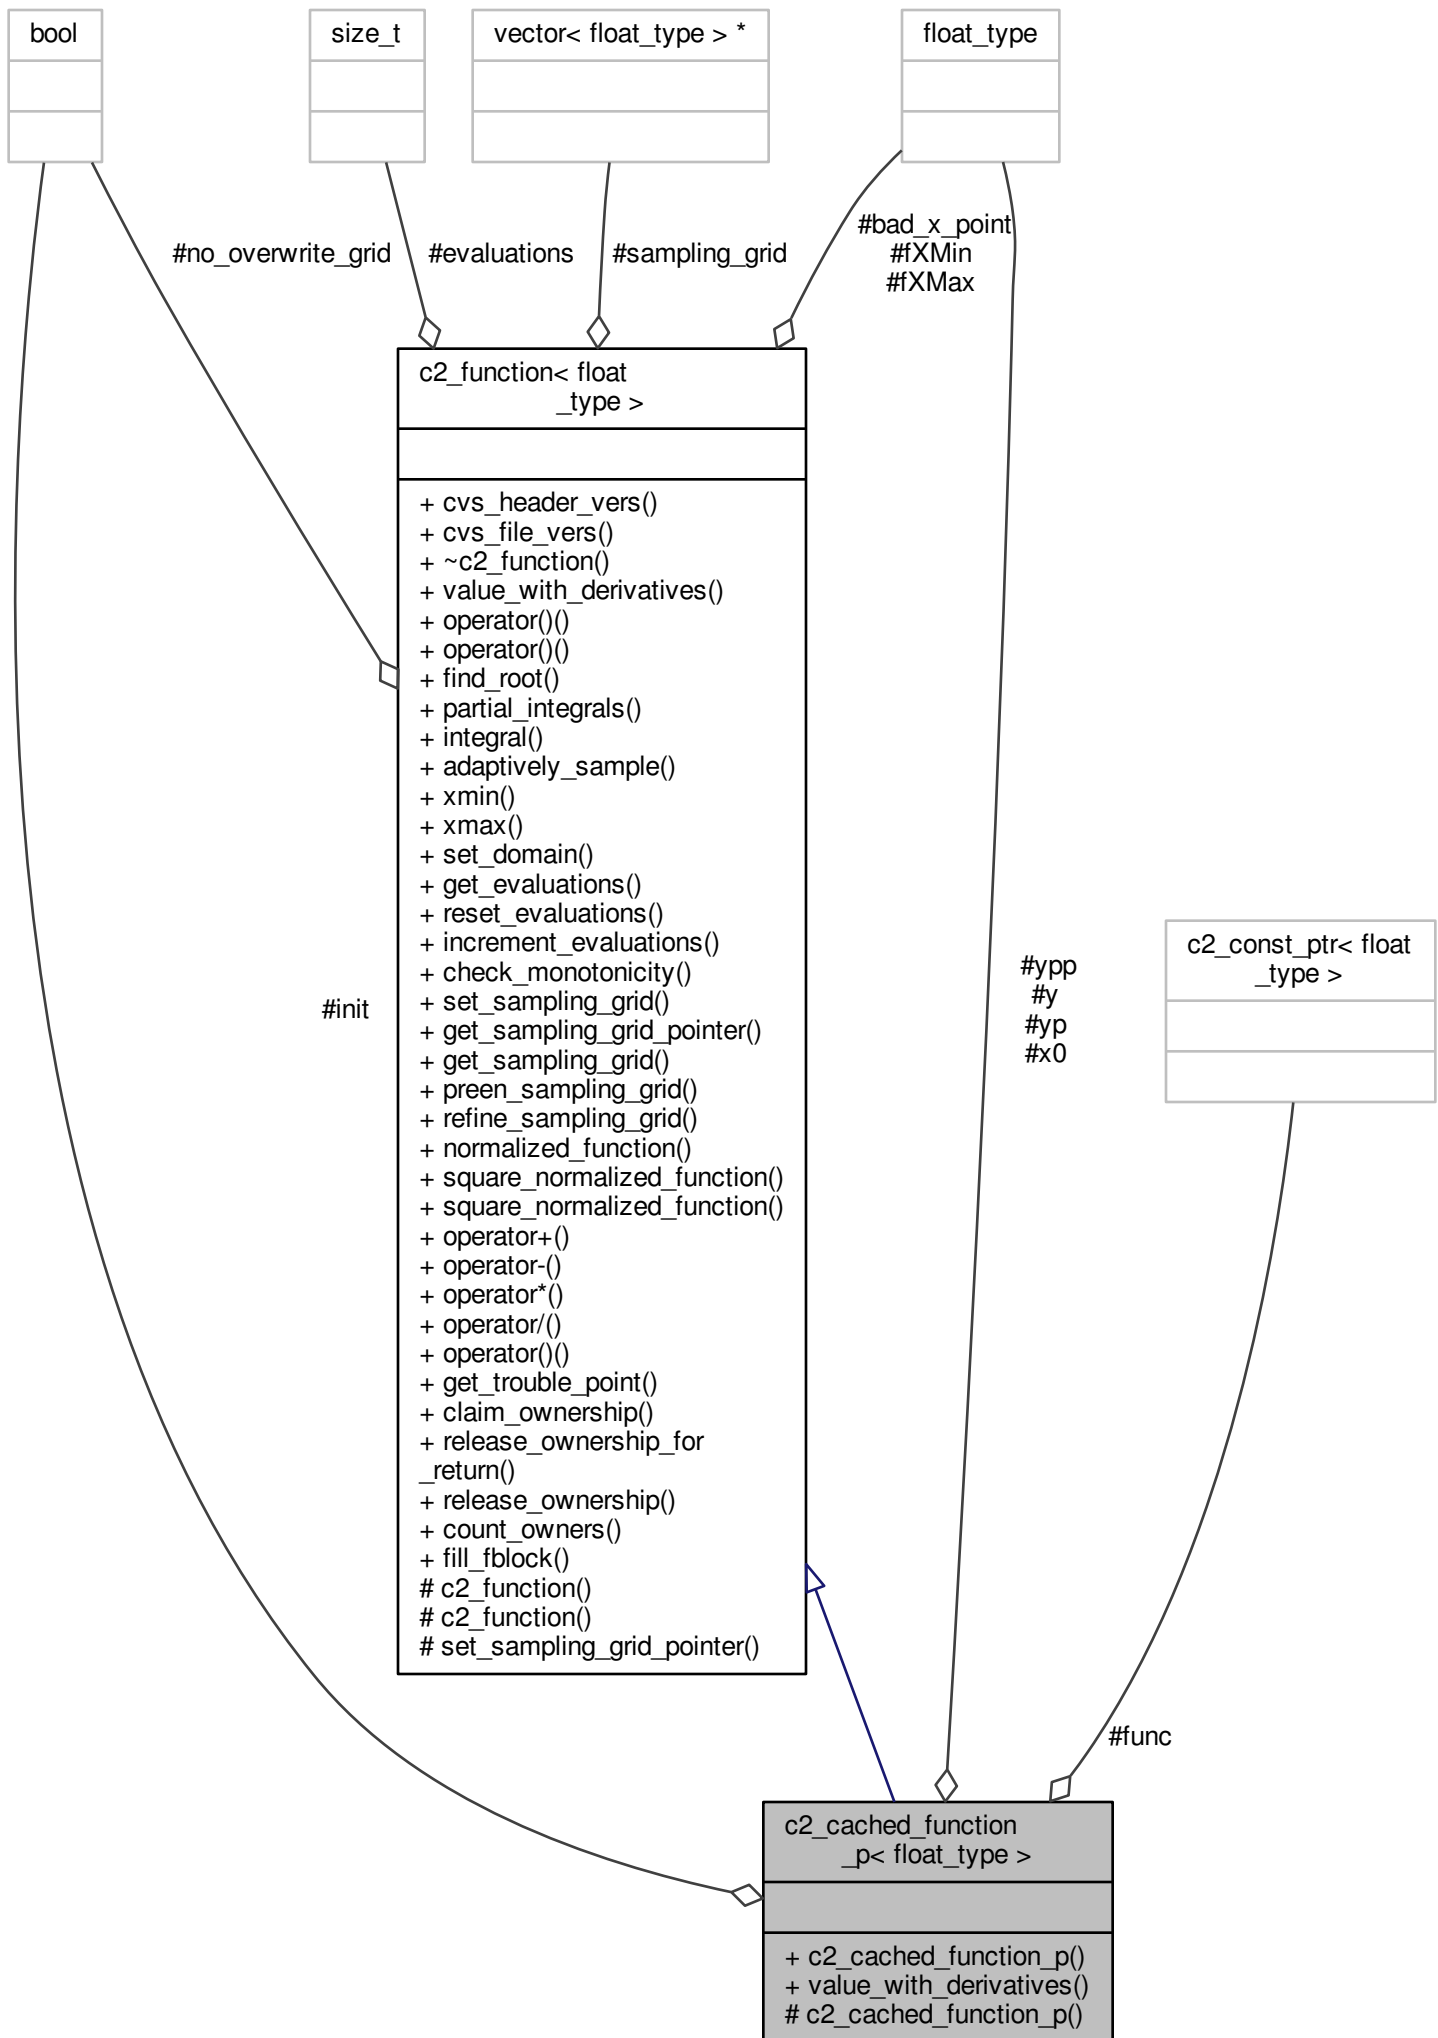 bool
size_t
vector< float_type > *
float_type
#bad_x_point
#no_overwrite_grid
#evaluations
#sampling_grid
#fXMin
#fXMax
c2_function< float
_type >
+ cvs_header_vers()
+ cvs_file_vers()
+ ~c2_function()
+ value_with_derivatives()
+ operator()()
+ operator()()
+ find_root()
+ partial_integrals()
+ integral()
+ adaptively_sample()
+ xmin()
+ xmax()
+ set_domain()
+ get_evaluations()
+ reset_evaluations()
+ increment_evaluations()
+ check_monotonicity()
+ set_sampling_grid()
+ get_sampling_grid_pointer()
+ get_sampling_grid()
+ preen_sampling_grid()
+ refine_sampling_grid()
+ normalized_function()
+ square_normalized_function()
+ square_normalized_function()
+ operator+()
+ operator-()
+ operator*()
+ operator/()
+ operator()()
+ get_trouble_point()
+ claim_ownership()
+ release_ownership_for
_return()
+ release_ownership()
+ count_owners()
+ fill_fblock()
# c2_function()
# c2_function()
# set_sampling_grid_pointer()
#init
#ypp
#y
#yp
#x0
c2_const_ptr< float
_type >
#func
c2_cached_function
_p< float_type >
+ c2_cached_function_p()
+ value_with_derivatives()
# c2_cached_function_p()